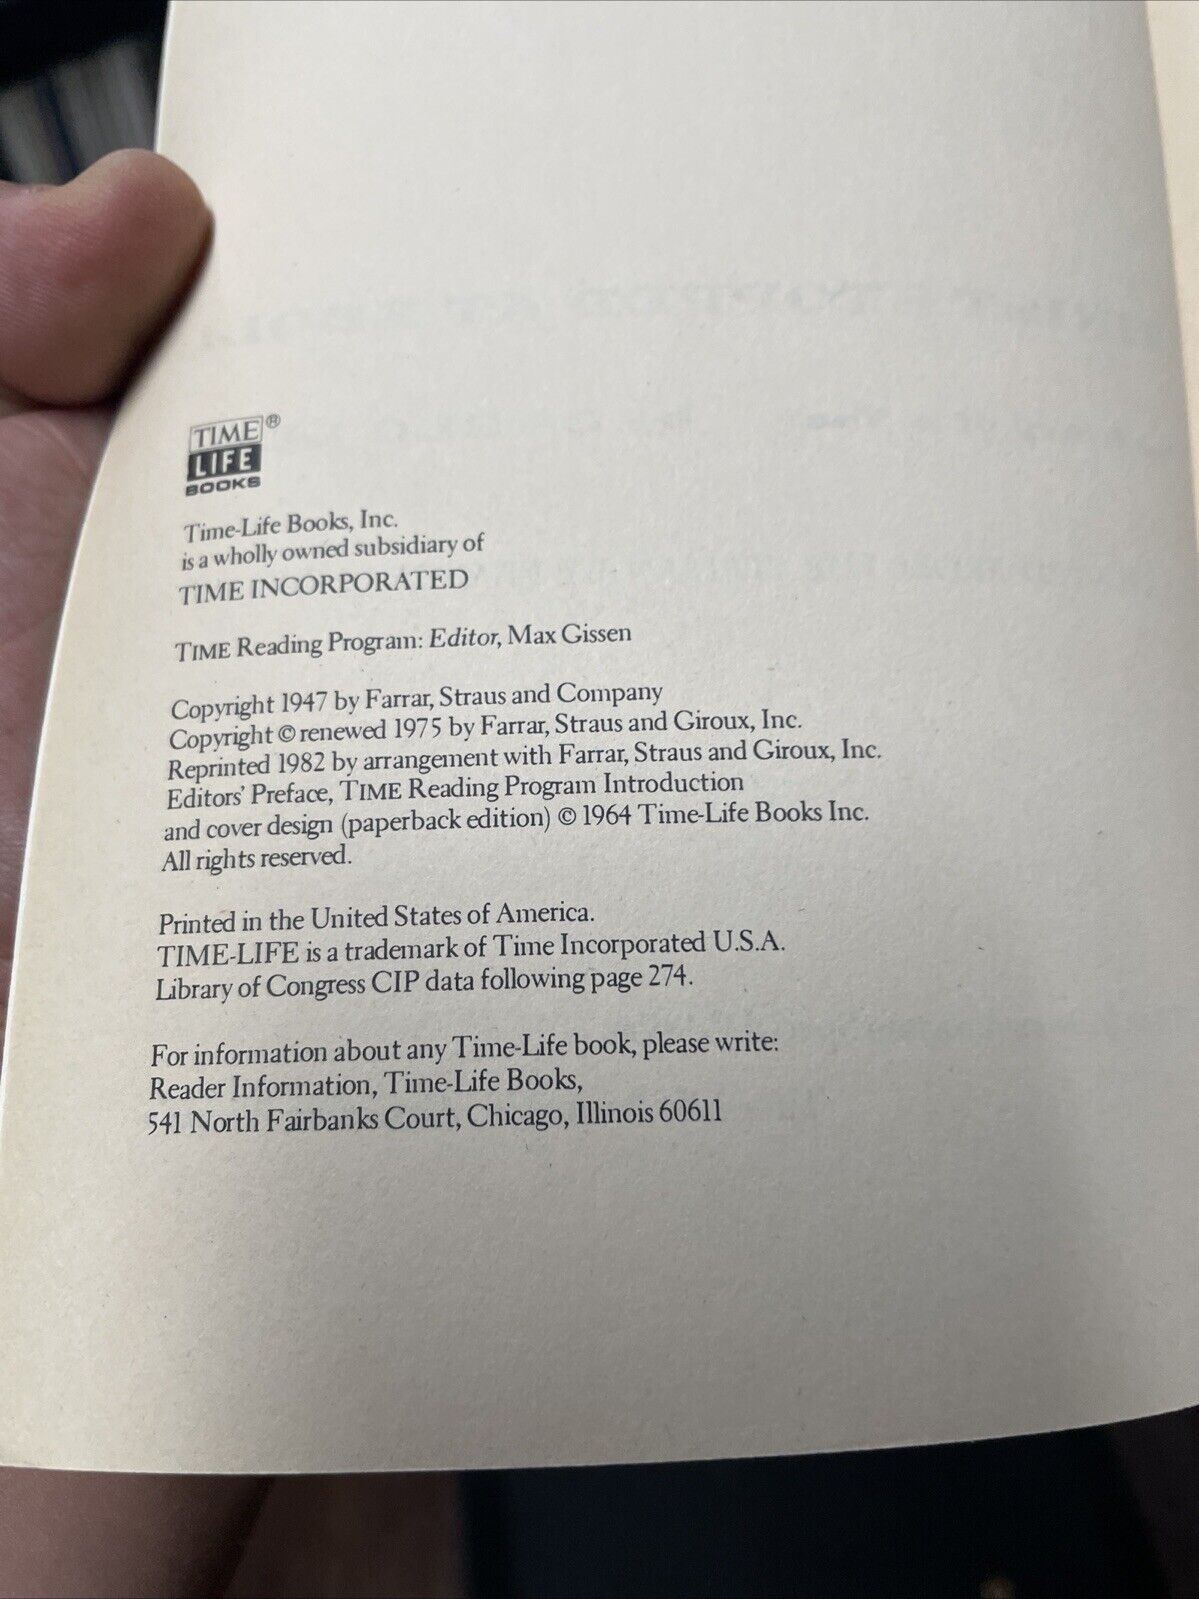 TIME ®
LIFE
BOOKS
Time-Life Books, Inc.
is a wholly owned subsidiary of
TIME INCORPORATED
TIME Reading Program: Editor, Max Gissen
Copyright 1947 by Farrar, Straus and Company
Copyright © renewed 1975 by Farrar, Straus and Giroux, Inc.
Reprinted 1982 by arrangement with Farrar, Straus and Giroux, Inc.
Editors' Preface, TIME Reading Program Introduction
and cover design (paperback edition) © 1964 Time-Life Books Inc.
All rights reserved.
Printed in the United States of America.
TIME-LIFE is a trademark of Time Incorporated U.S.A.
Library of Congress CIP data following page 274.
For information about any Time-Life book, please write:
Reader Information, Time-Life Books,
541 North Fairbanks Court, Chicago, Illinois 60611